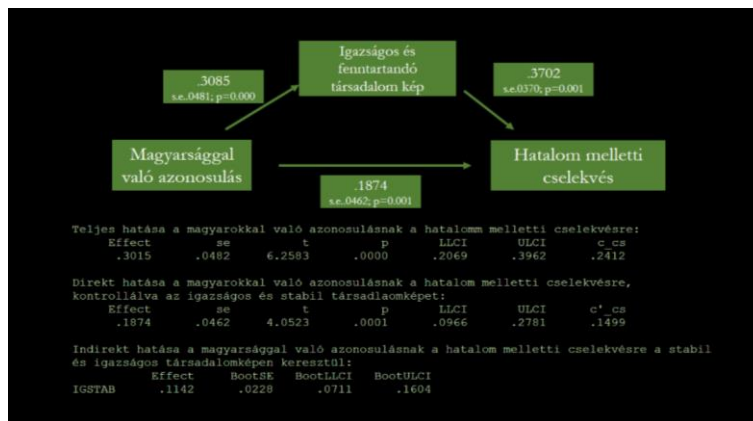 Igazságos és
fenntartandó
társadalom kép
.3085
s.e..0481; p=0.000
.3702
s.e.0370; p=0.001
Magyarsággal
való azonosulás
Hatalom melletti
cselekvés
.1874
s.e..0462; p=0.001
Teljes hatása a magyarokkal való azonosulásnak a hatalomm melletti cselekvésre:
Effect se t p LLCI ULCI c_cs
.3015 .0482 6.2583 .0000 .2069 .3962 .2412
Direkt hatása a magyarokkal való azonosulásnak a hatalom melletti cselekvésre,
kontrollálva az igazságos és stabil társadlaomképet:
Effect se t p LLCI ULCI c'_cs
.1874 .0462 4.0523 .0001 .0966 .2781 .1499
Indirekt hatása a magyarsággal való azonosulásnak a hatalom melletti cselekvésre a stabil
és igazságos társadalomképen keresztül:
Effect BootSE BootLLCI BootULCI
IGSTAB .1142 .0228 .0711 .1604